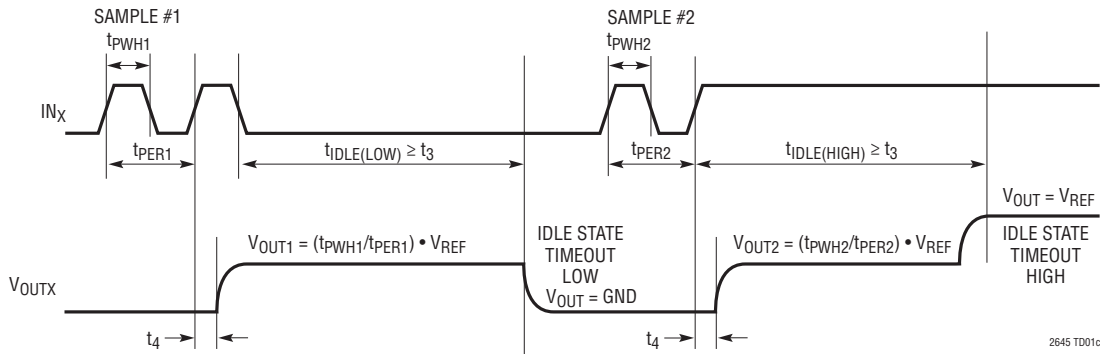 SAMPLE #1
tPWH1
SAMPLE #2
tPWH2
INX
tPER1
tIDLE(LOW) ≥ t3
tPER2
tIDLE(HIGH) ≥ t3
VOUT1 = (tPWH1/tPER1) • VREF
IDLE STATE
TIMEOUT
LOW
VOUT = GND
VOUT2 = (tPWH2/tPER2) • VREF
VOUT = VREF
IDLE STATE
TIMEOUT
HIGH
VOUTX
t4
t4
2645 TD01c